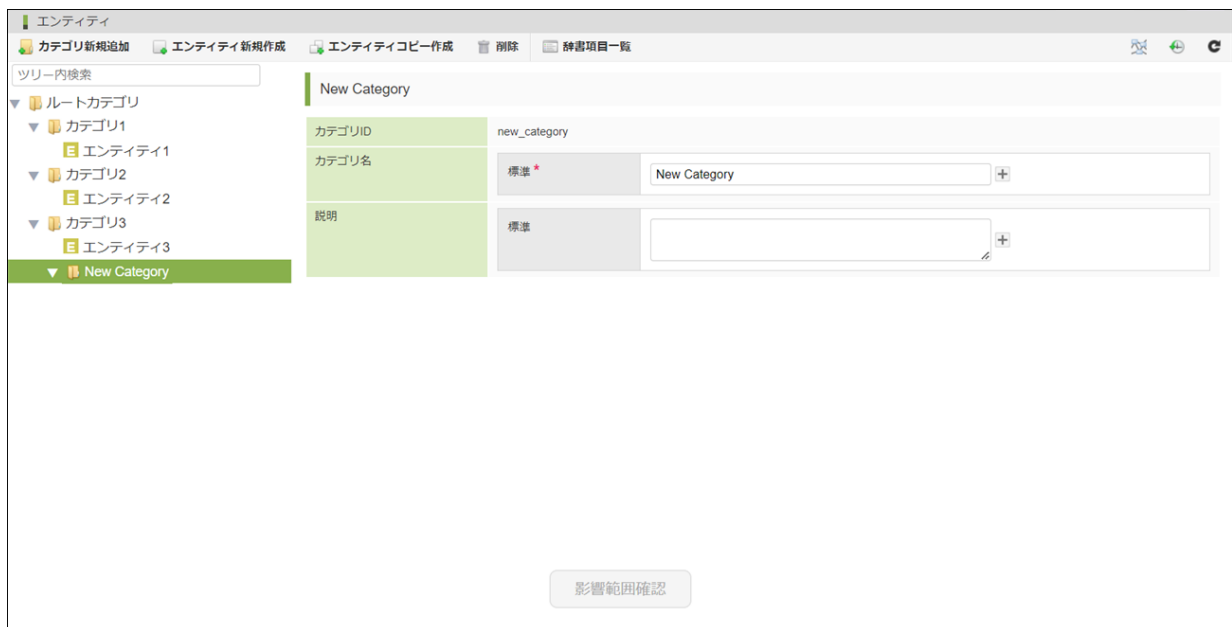 エンティティ
カテゴリ新規追加 エンティティ新規作成 エンティティコピー作成 削除 辞書項目一覧
ツリー内検索
ルートカテゴリ
カテゴリ1
E エンティティ1
カテゴリ2
E エンティティ2
カテゴリ3
E エンティティ3
New Category
New Category
カテゴリID new_category
カテゴリ名 標準* New Category
説明 標準
影響範囲確認